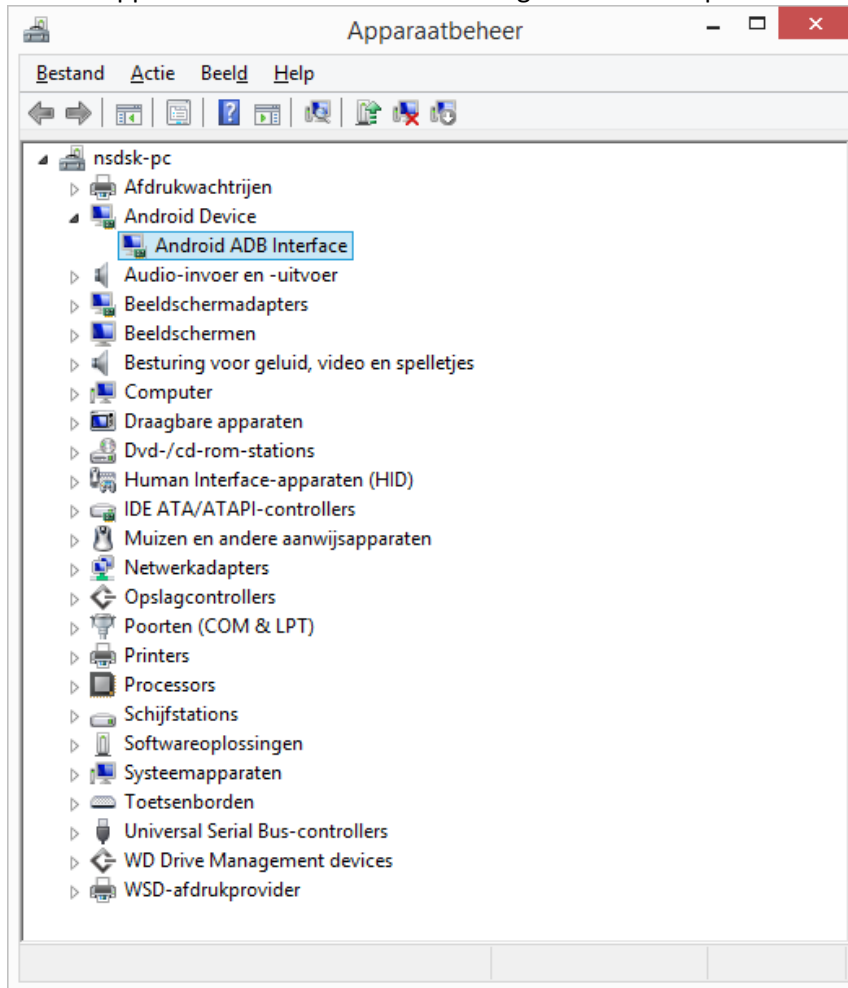 Apparaatbeheer
Bestand Actie Beeld Help
nsdsk-pc
Afdrukwachtrijen
Android Device
Android ADB Interface
Audio-invoer en -uitvoer
Beeldschermadapters
Beeldschermen
Besturing voor geluid, video en spelletjes
Computer
Draagbare apparaten
Dvd-/cd-rom-stations
Human Interface-apparaten (HID)
IDE ATA/ATAPI-controllers
Muizen en andere aanwijsapparaten
Netwerkadapters
Opslagcontrollers
Poorten (COM & LPT)
Printers
Processors
Schijfstations
Softwareoplossingen
Systeemapparaten
Toetsenborden
Universal Serial Bus-controllers
WD Drive Management devices
WSD-afdrukprovider